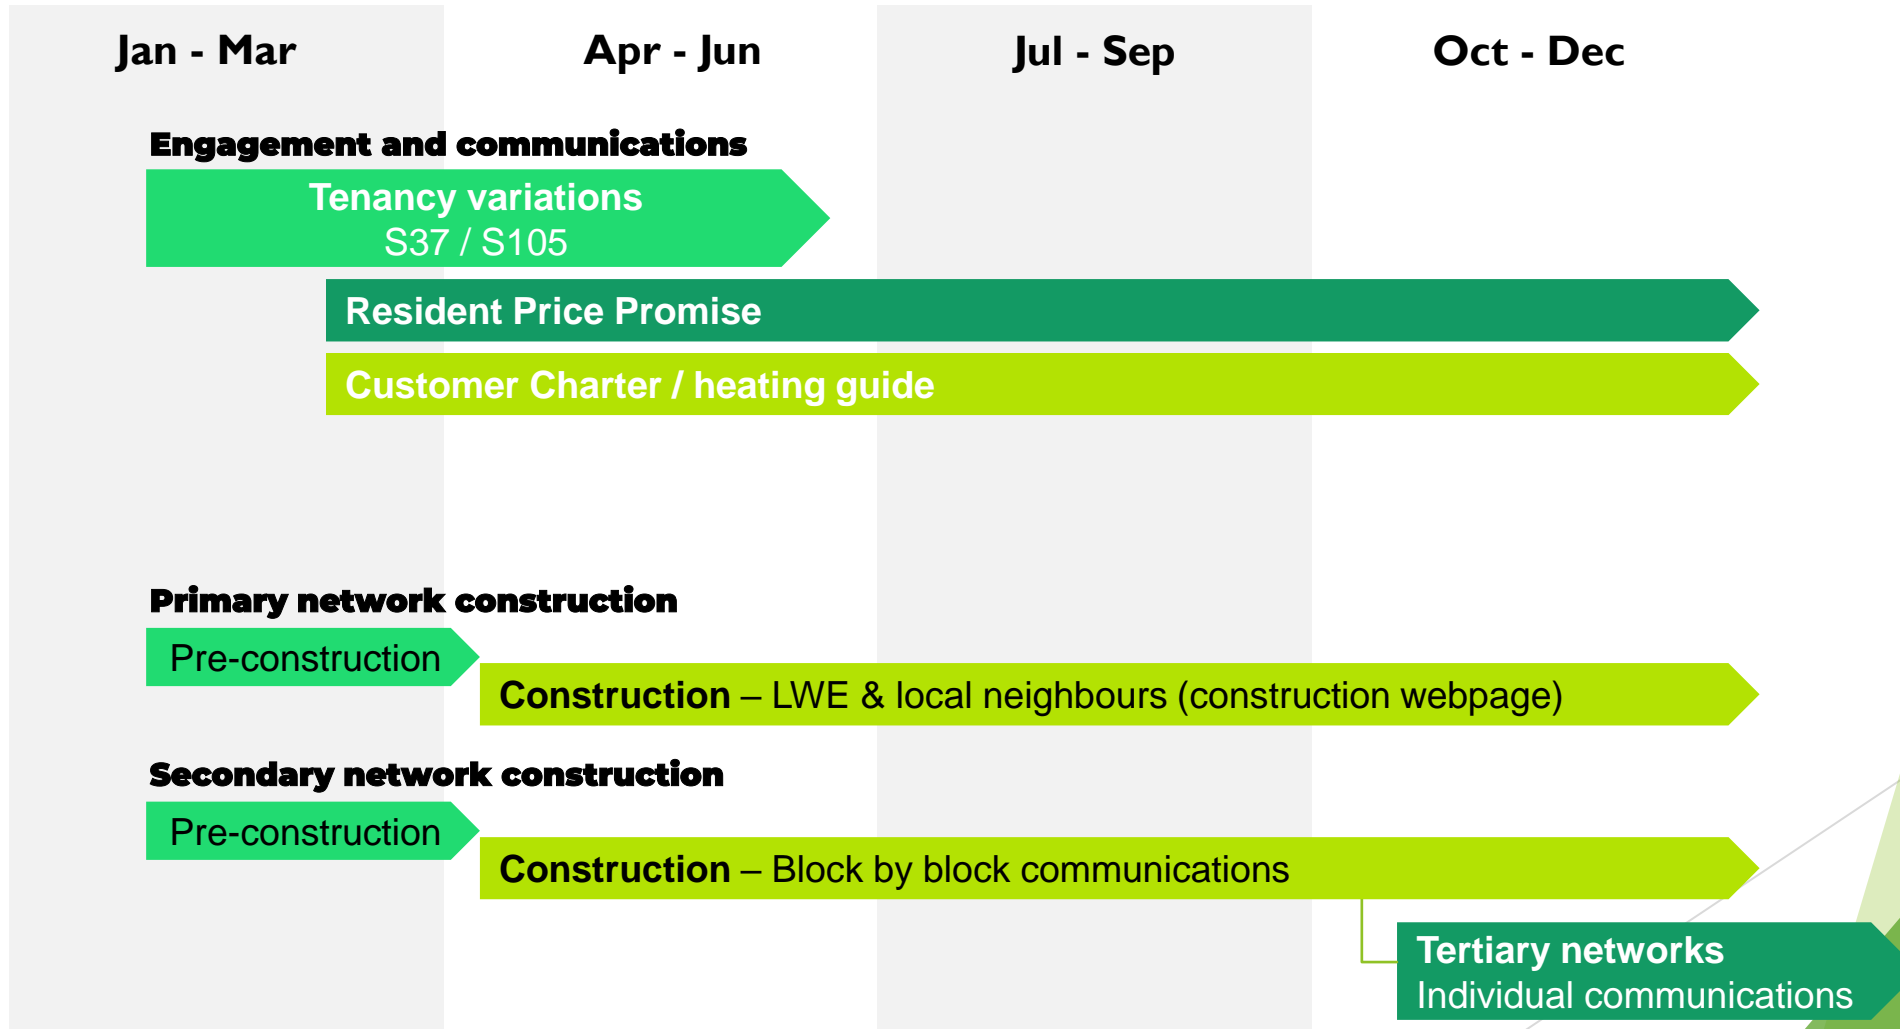 Jan - Mar
Apr - Jun
Jul - Sep
Oct - Dec
Engagement and communications
Tenancy variations
S37 / S105
Resident Price Promise
Customer Charter / heating guide
Primary network construction
Pre-construction
Construction – LWE & local neighbours (construction webpage)
Secondary network construction
Pre-construction
Construction – Block by block communications
Tertiary networks
Individual communications